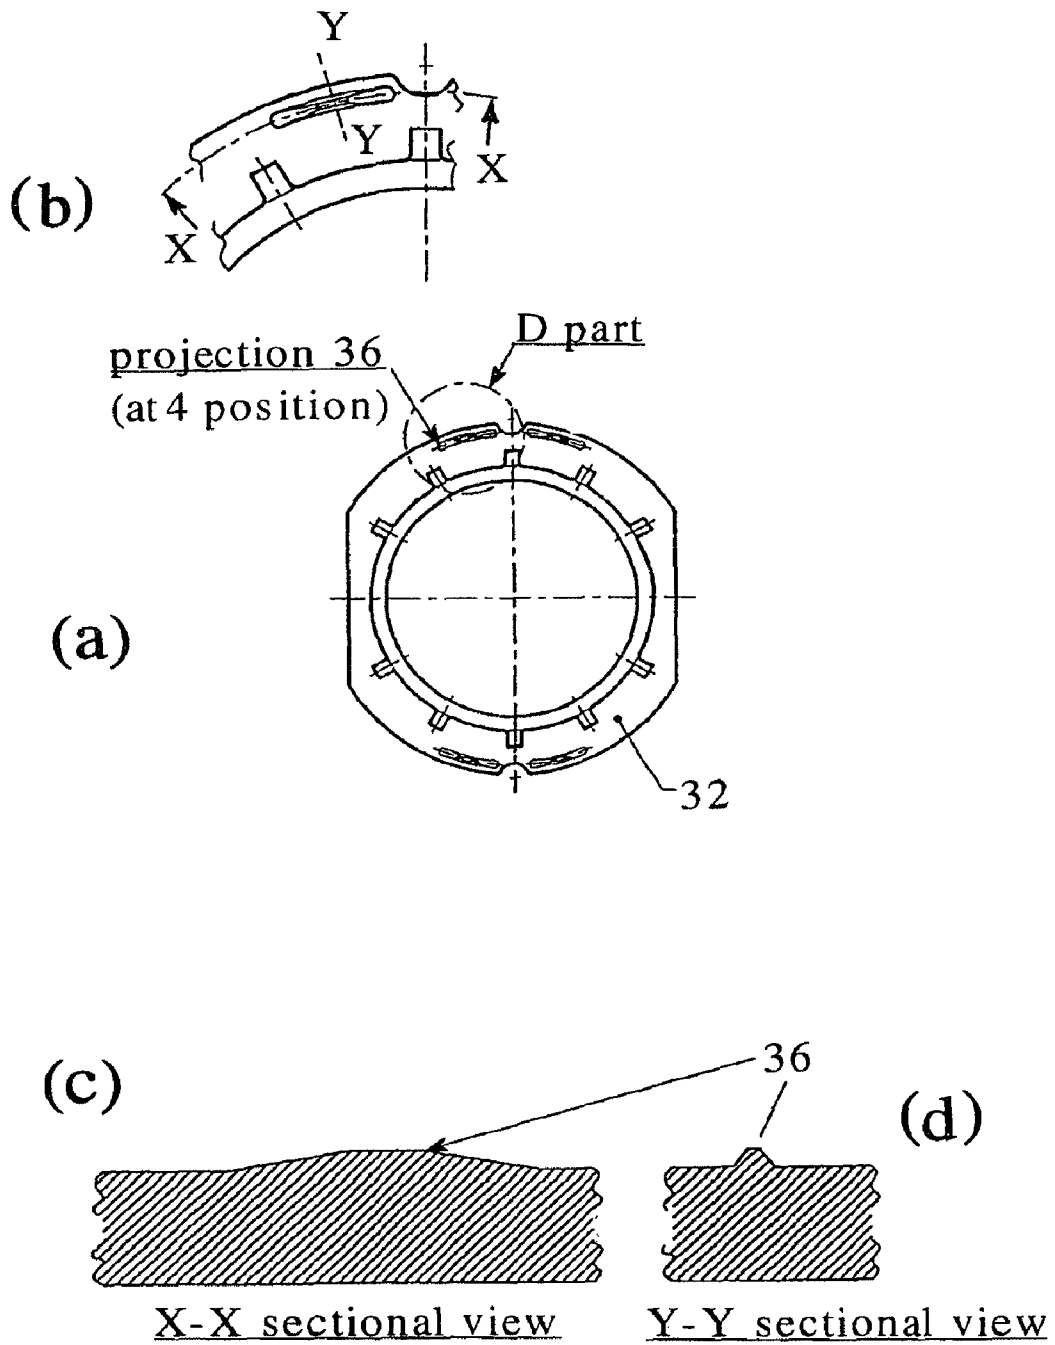 Y
Y
X
(b)
X
D part
projection 36
(at 4 position)
(a)
32
(c)
36
(d)
X-X sectional view
Y-Y sectional view